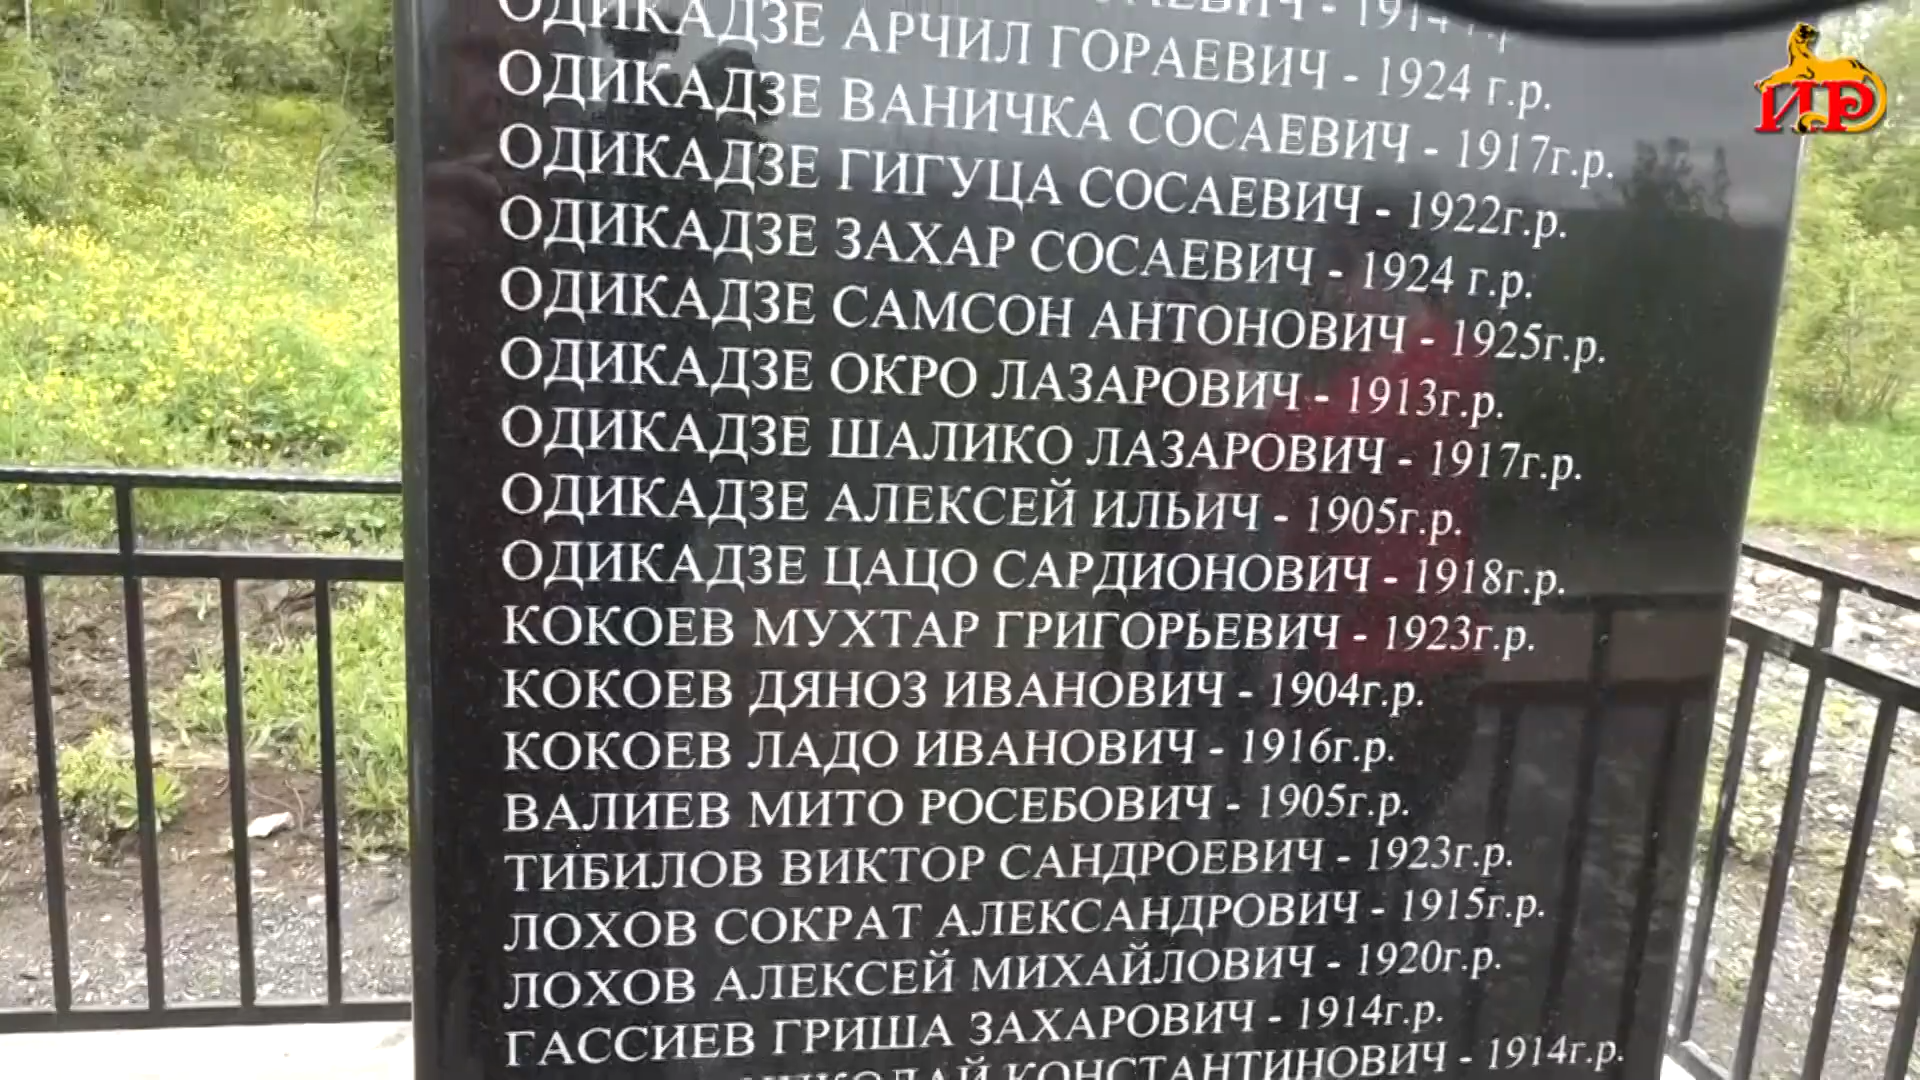 1914 г.р.
ОДИКАДЗЕ АРЧИЛ ГОРАЕВИЧ - 1924 г.р.
ОДИКАДЗЕ ВАНИЧКА СОСАЕВИЧ - 1917г.р.
ОДИКАДЗЕ ГИГУЦА СОСАЕВИЧ - 1922г.р.
ОДИКАДЗЕ ЗАХАР СОСАЕВИЧ - 1924 г.р.
ОДИКАДЗЕ САМСОН АНТОНОВИЧ - 1925г.р.
ОДИКАДЗЕ ОКРО ЛАЗАРОВИЧ - 1913г.р.
ОДИКАДЗЕ ШАЛИКО ЛАЗАРОВИЧ - 1917г.р.
ОДИКАДЗЕ АЛЕКСЕЙ ИЛЬИЧ - 1905г.р.
ОДИКАДЗЕ ЦАЦО САРДИОНОВИЧ - 1918г.р.
КОКОЕВ МУХТАР ГРИГОРЬЕВИЧ - 1923г.р.
КОКОЕВ ДЯНОЗ ИВАНОВИЧ - 1904г.р.
КОКОЕВ ЛАДО ИВАНОВИЧ - 1916г.р.
ВАЛИЕВ МИТО РОСЕБОВИЧ - 1905г.р.
ТИБИЛОВ ВИКТОР САНДРОЕВИЧ - 1923г.р.
ЛОХОВ СОКРАТ АЛЕКСАНДРОВИЧ - 1915г.р.
ЛОХОВ АЛЕКСЕЙ МИХАЙЛОВИЧ - 1920г.р.
ГАССИЕВ ГРИША ЗАХАРОВИЧ - 1914г.р.
НИКОЛАЙ КОНСТАНТИНОВИЧ - 1914г.р.
ИР